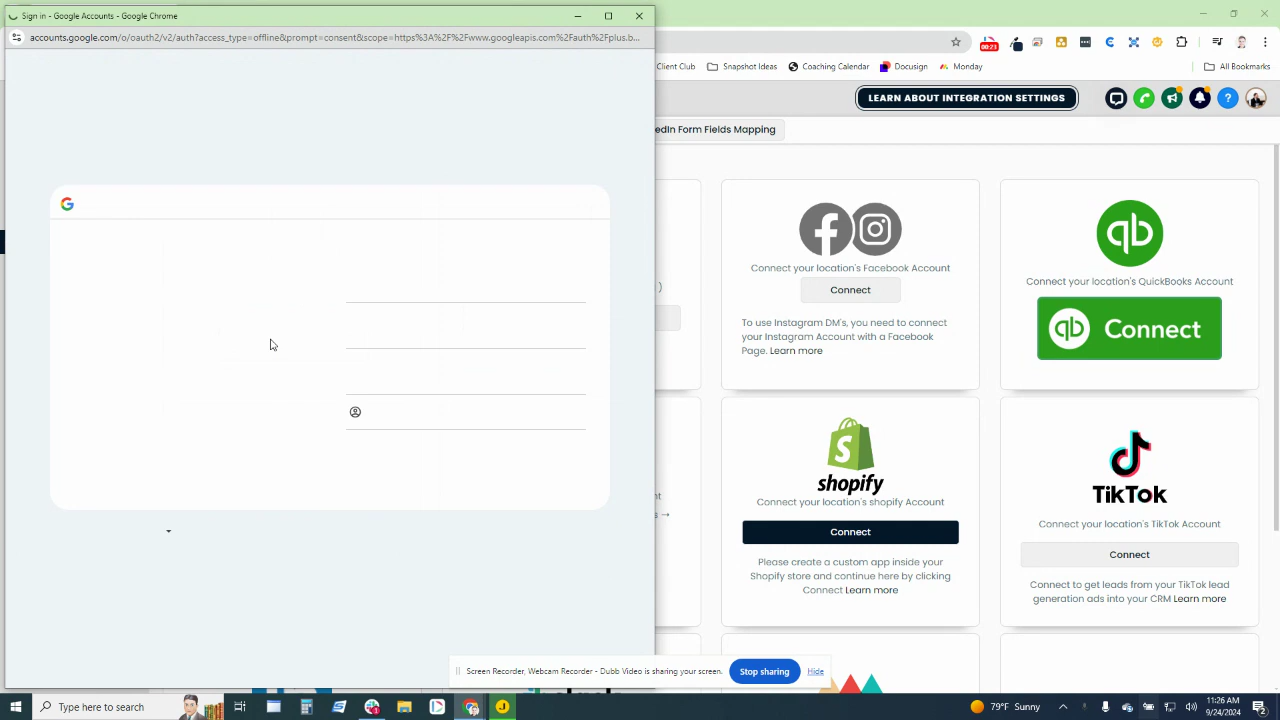 Sign in - Google Accounts - Google Chrome
accounts.google.com/o/oauth2/v2/auth?access_type=offline&prompt=consent&scope=https%3A%2F%2Fwww.googleapis.com%2Fauth%2Fplus.b...
00:23
Client Club
Snapshot Ideas
Coaching Calendar
Docusign
Monday
All Bookmarks
LEARN ABOUT INTEGRATION SETTINGS
edIn Form Fields Mapping
Connect your location's Facebook Account
Connect
To use Instagram DM's, you need to connect
your Instagram Account with a Facebook
Page. Learn more
)
qb
Connect your location's QuickBooks Account
qb Connect
shopify
Connect your location's shopify Account
Connect
Please create a custom app inside your
Shopify store and continue here by clicking
Connect Learn more
TikTok
Connect your location's TikTok Account
Connect
Connect to get leads from your TikTok lead
generation ads into your CRM Learn more
Screen Recorder, Webcam Recorder - Dubb Video is sharing your screen.
Stop sharing
Hide
Type here to search
79°F Sunny
11:26 AM
9/24/2024
2